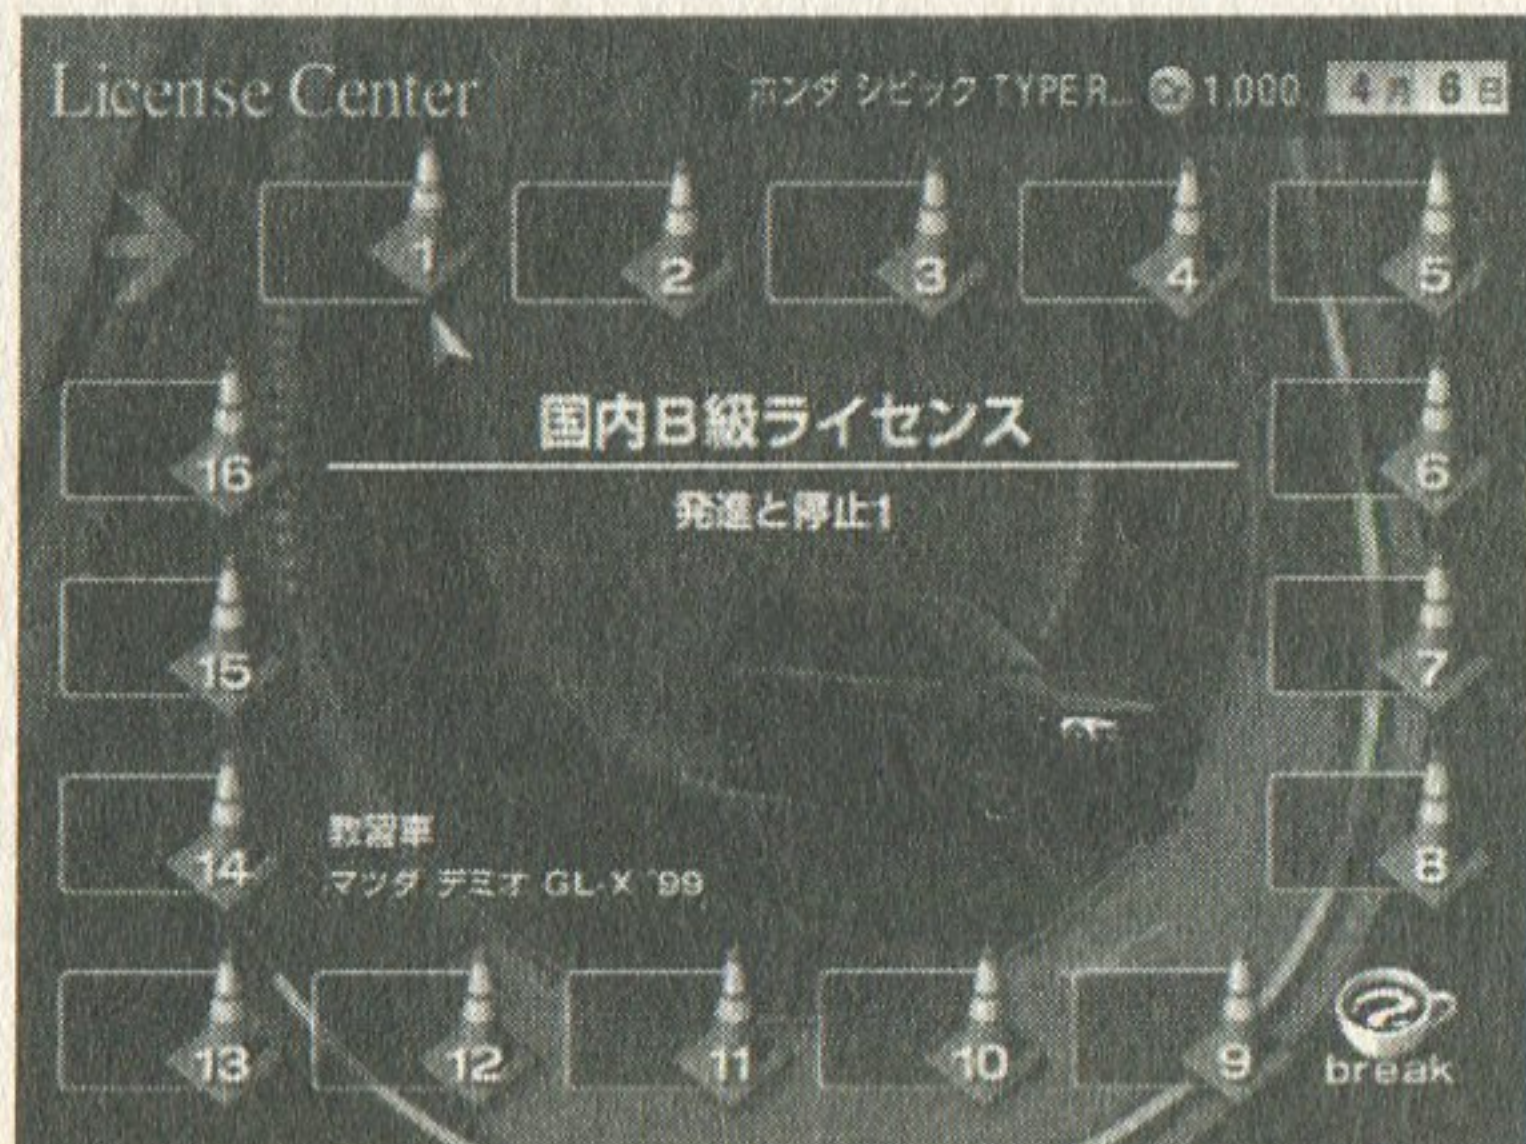 License Center
ホンダ シビック TYPE R... 1,000 4月 6日
1
2
3
4
5
国内B級ライセンス
発進と停止1
16
6
15
7
14
8
教習車
マツダ デミオ GL-X '99
13
12
11
10
9
break